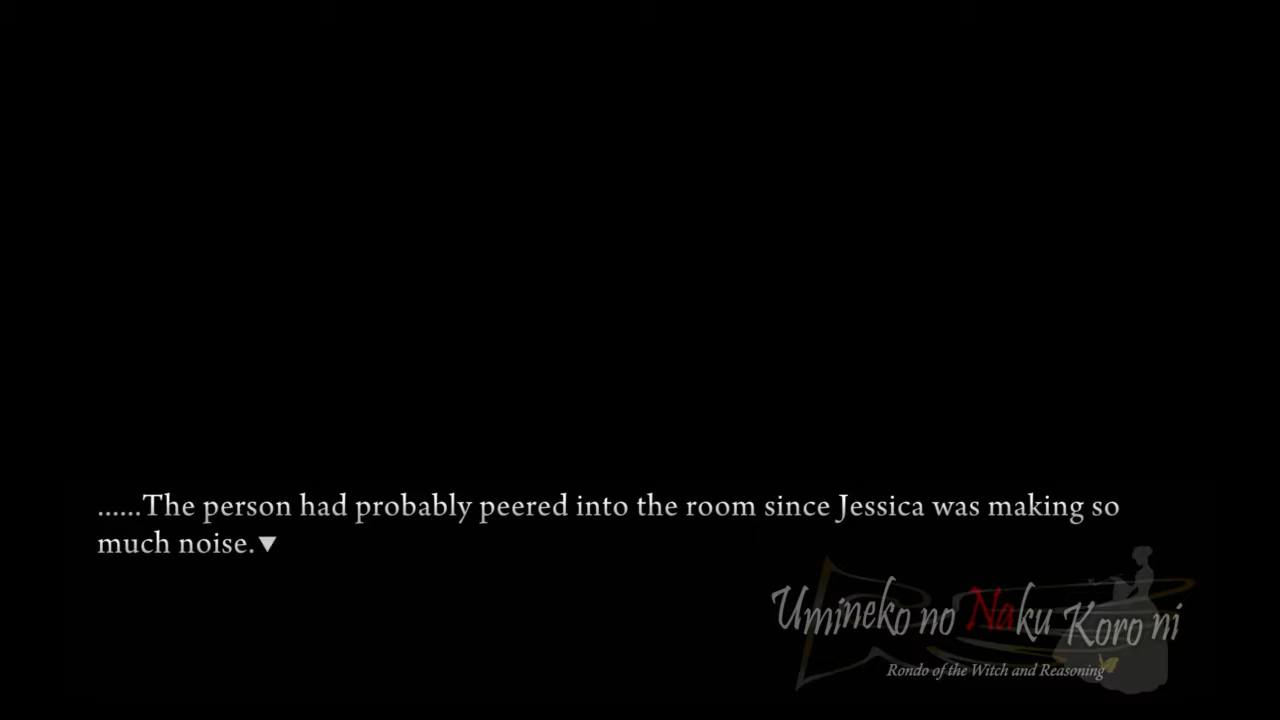 ......The person had probably peered into the room since Jessica was making so
much noise.▼
Umineko no Naku Koro ni
Rondo of the Witch and Reasoning